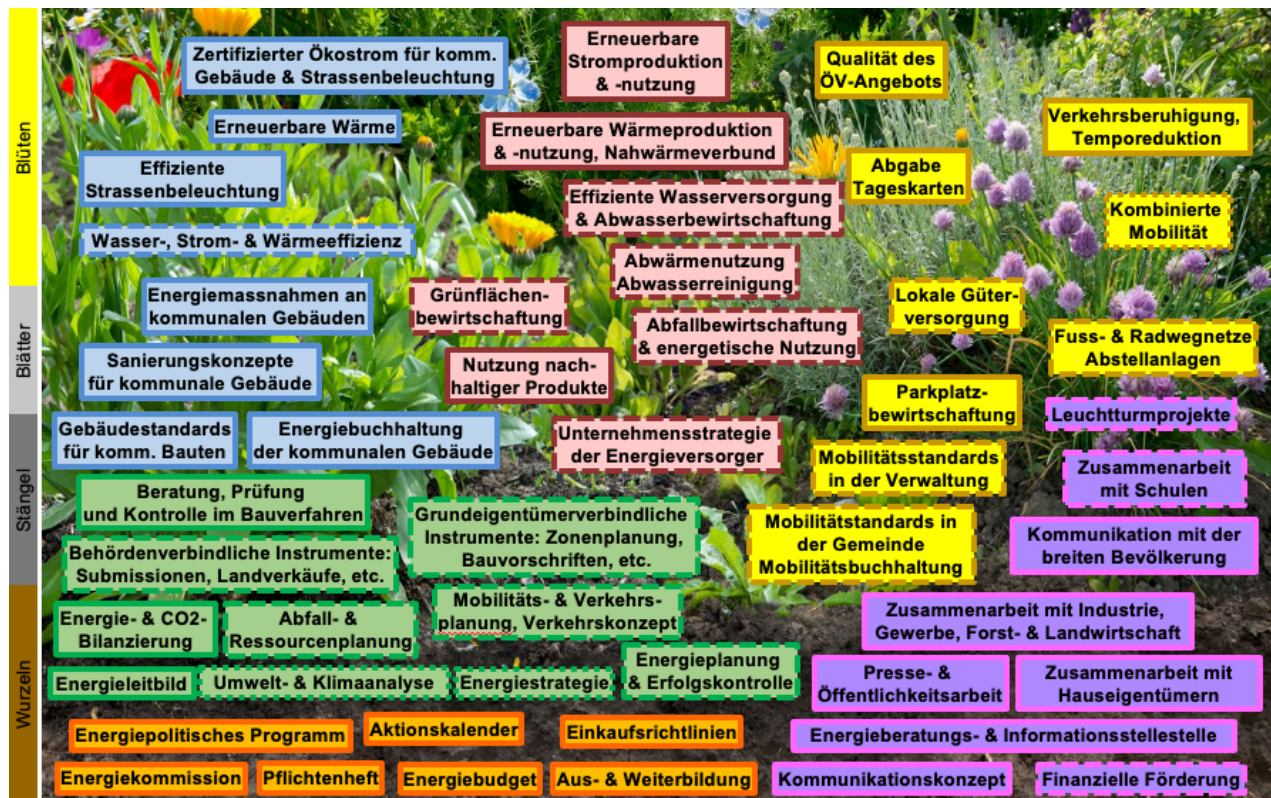 Blüten
Blätter
Stängel
Wurzeln
Zertifizierter Ökostrom für komm.
Gebäude & Strassenbeleuchtung
Erneuerbare
Stromproduktion
& -nutzung
Qualität des
ÖV-Angebots
Verkehrsberuhigung,
Temporeduktion
Erneuerbare Wärme
Erneuerbare Wärmeproduktion
& -nutzung, Nahwärmeverbund
Effiziente
Strassenbeleuchtung
Abgabe
Tageskarten
Effiziente Wasserversorgung
& Abwasserbewirtschaftung
Kombinierte
Mobilität
Wasser-, Strom- & Wärmeeffizienz
Abwärmenutzung
Abwasserreinigung
Energiemassnahmen an
kommunalen Gebäuden
Grünflächen-
bewirtschaftung
Lokale Güter-
versorgung
Abfallbewirtschaftung
& energetische Nutzung
Fuss- & Radwegnetze
Abstellanlagen
Sanierungskonzepte
für kommunale Gebäude
Nutzung nach-
haltiger Produkte
Parkplatz-
bewirtschaftung
Leuchtturmprojekte
Gebäudestandards
für komm. Bauten
Energiebuchhaltung
der kommunalen Gebäude
Unternehmensstrategie
der Energieversorger
Mobilitätsstandards
in der Verwaltung
Zusammenarbeit
mit Schulen
Beratung, Prüfung
und Kontrolle im Bauverfahren
Grundeigentümerverbindliche
Instrumente: Zonenplanung,
Bauvorschriften, etc.
Mobilitätstandards in
der Gemeinde
Mobilitätsbuchhaltung
Kommunikation mit der
breiten Bevölkerung
Behördenverbindliche Instrumente:
Submissionen, Landverkäufe, etc.
Energie- & CO2-
Bilanzierung
Abfall- &
Ressourcenplanung
Mobilitäts- & Verkehrs-
planung, Verkehrskonzept
Zusammenarbeit mit Industrie,
Gewerbe, Forst- & Landwirtschaft
Energieleitbild
Umwelt- & Klimaanalyse
Energiestrategie
Energieplanung
& Erfolgskontrolle
Presse- &
Öffentlichkeitsarbeit
Zusammenarbeit mit
Hauseigentümern
Energiepolitisches Programm
Aktionskalender
Einkaufsrichtlinien
Energieberatungs- & Informationsstellestelle
Energiekommission
Pflichtenheft
Energiebudget
Aus- & Weiterbildung
Kommunikationskonzept
Finanzielle Förderung